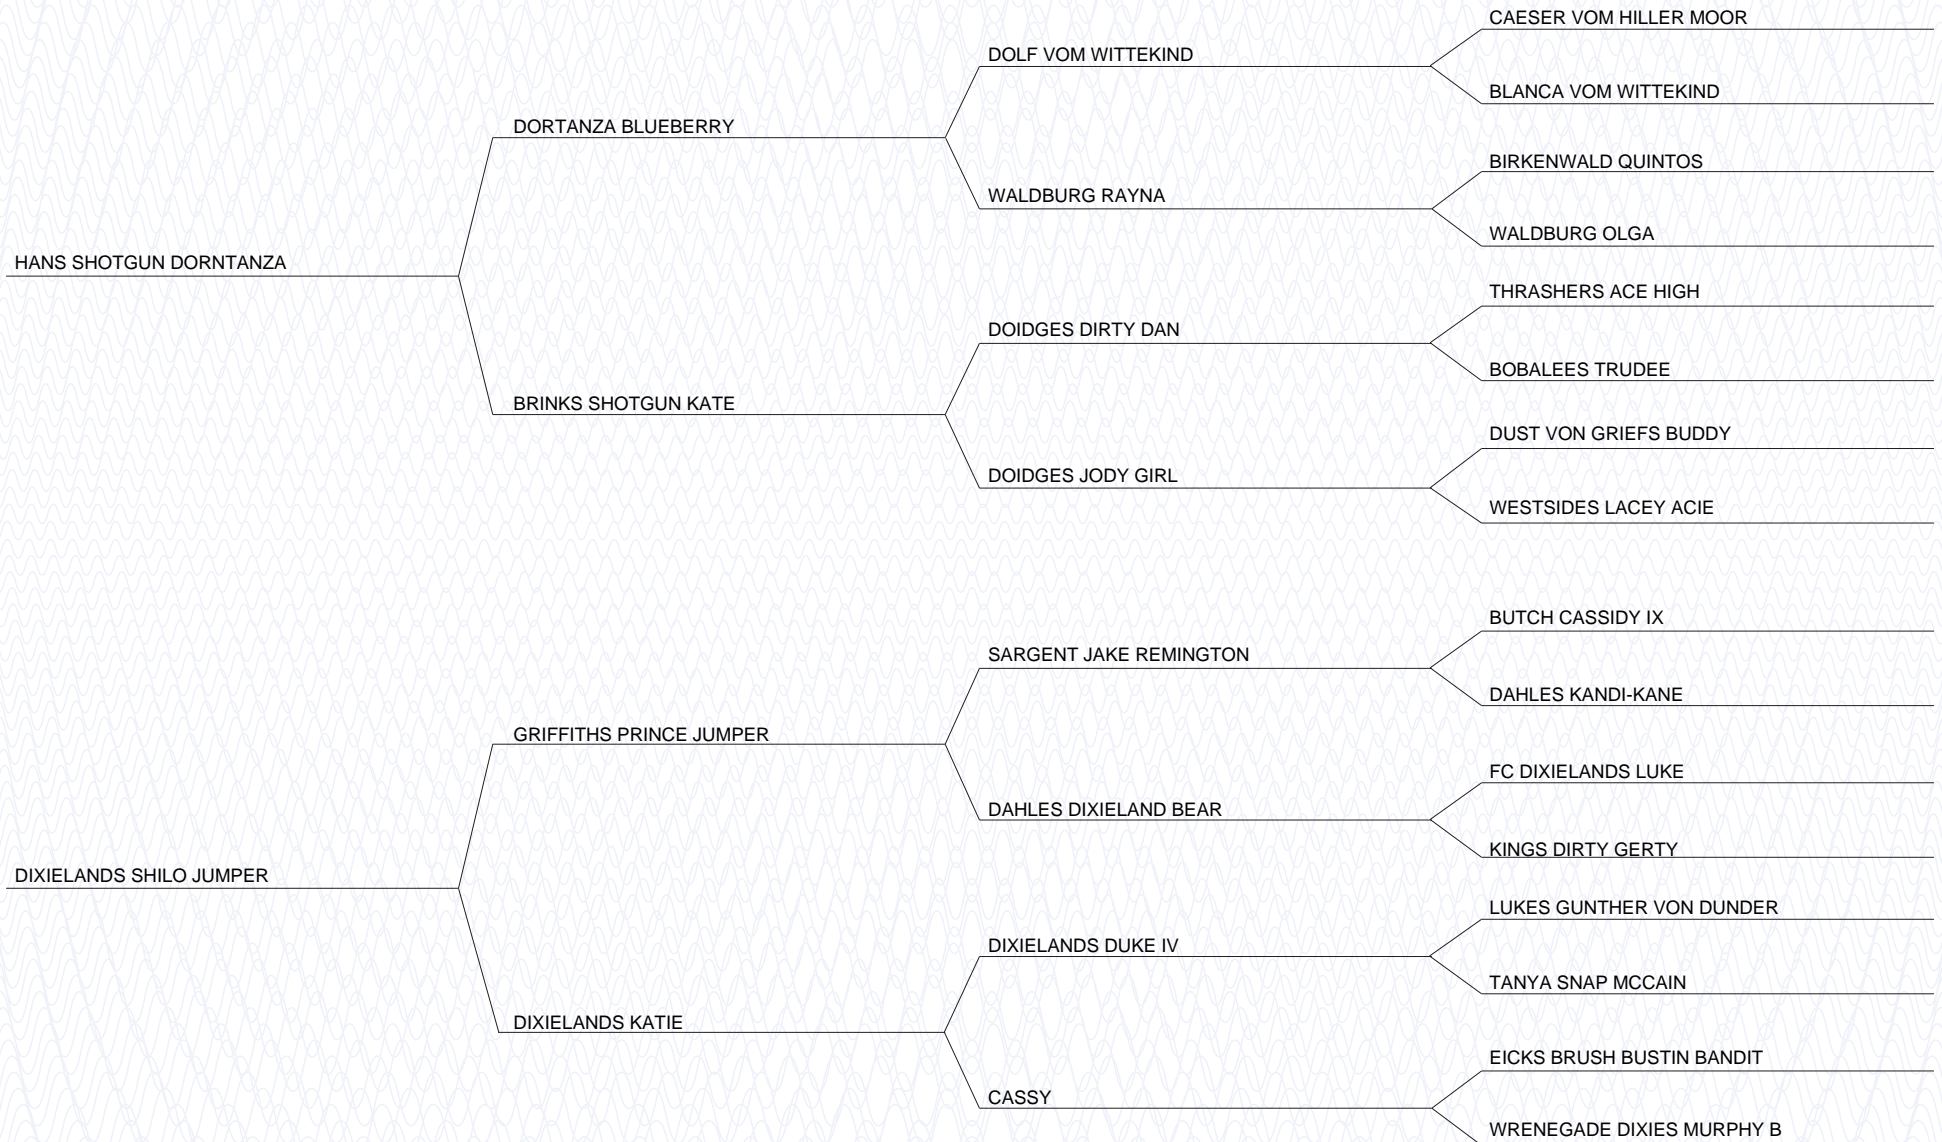 CAESER VOM HILLER MOOR
DOLF VOM WITTEKIND
BLANCA VOM WITTEKIND
DORTANZA BLUEBERRY
BIRKENWALD QUINTOS
WALDBURG RAYNA
WALDBURG OLGA
HANS SHOTGUN DORNTANZA
THRASHERS ACE HIGH
DOIDGES DIRTY DAN
BOBALEES TRUDEE
BRINKS SHOTGUN KATE
DUST VON GRIEFS BUDDY
DOIDGES JODY GIRL
WESTSIDES LACEY ACIE
BUTCH CASSIDY IX
SARGENT JAKE REMINGTON
DAHLES KANDI-KANE
GRIFFITHS PRINCE JUMPER
FC DIXIELANDS LUKE
DAHLES DIXIELAND BEAR
KINGS DIRTY GERTY
DIXIELANDS SHILO JUMPER
LUKES GUNTHER VON DUNDER
DIXIELANDS DUKE IV
TANYA SNAP MCCAIN
DIXIELANDS KATIE
EICKS BRUSH BUSTIN BANDIT
CASSY
WRENEGADE DIXIES MURPHY B